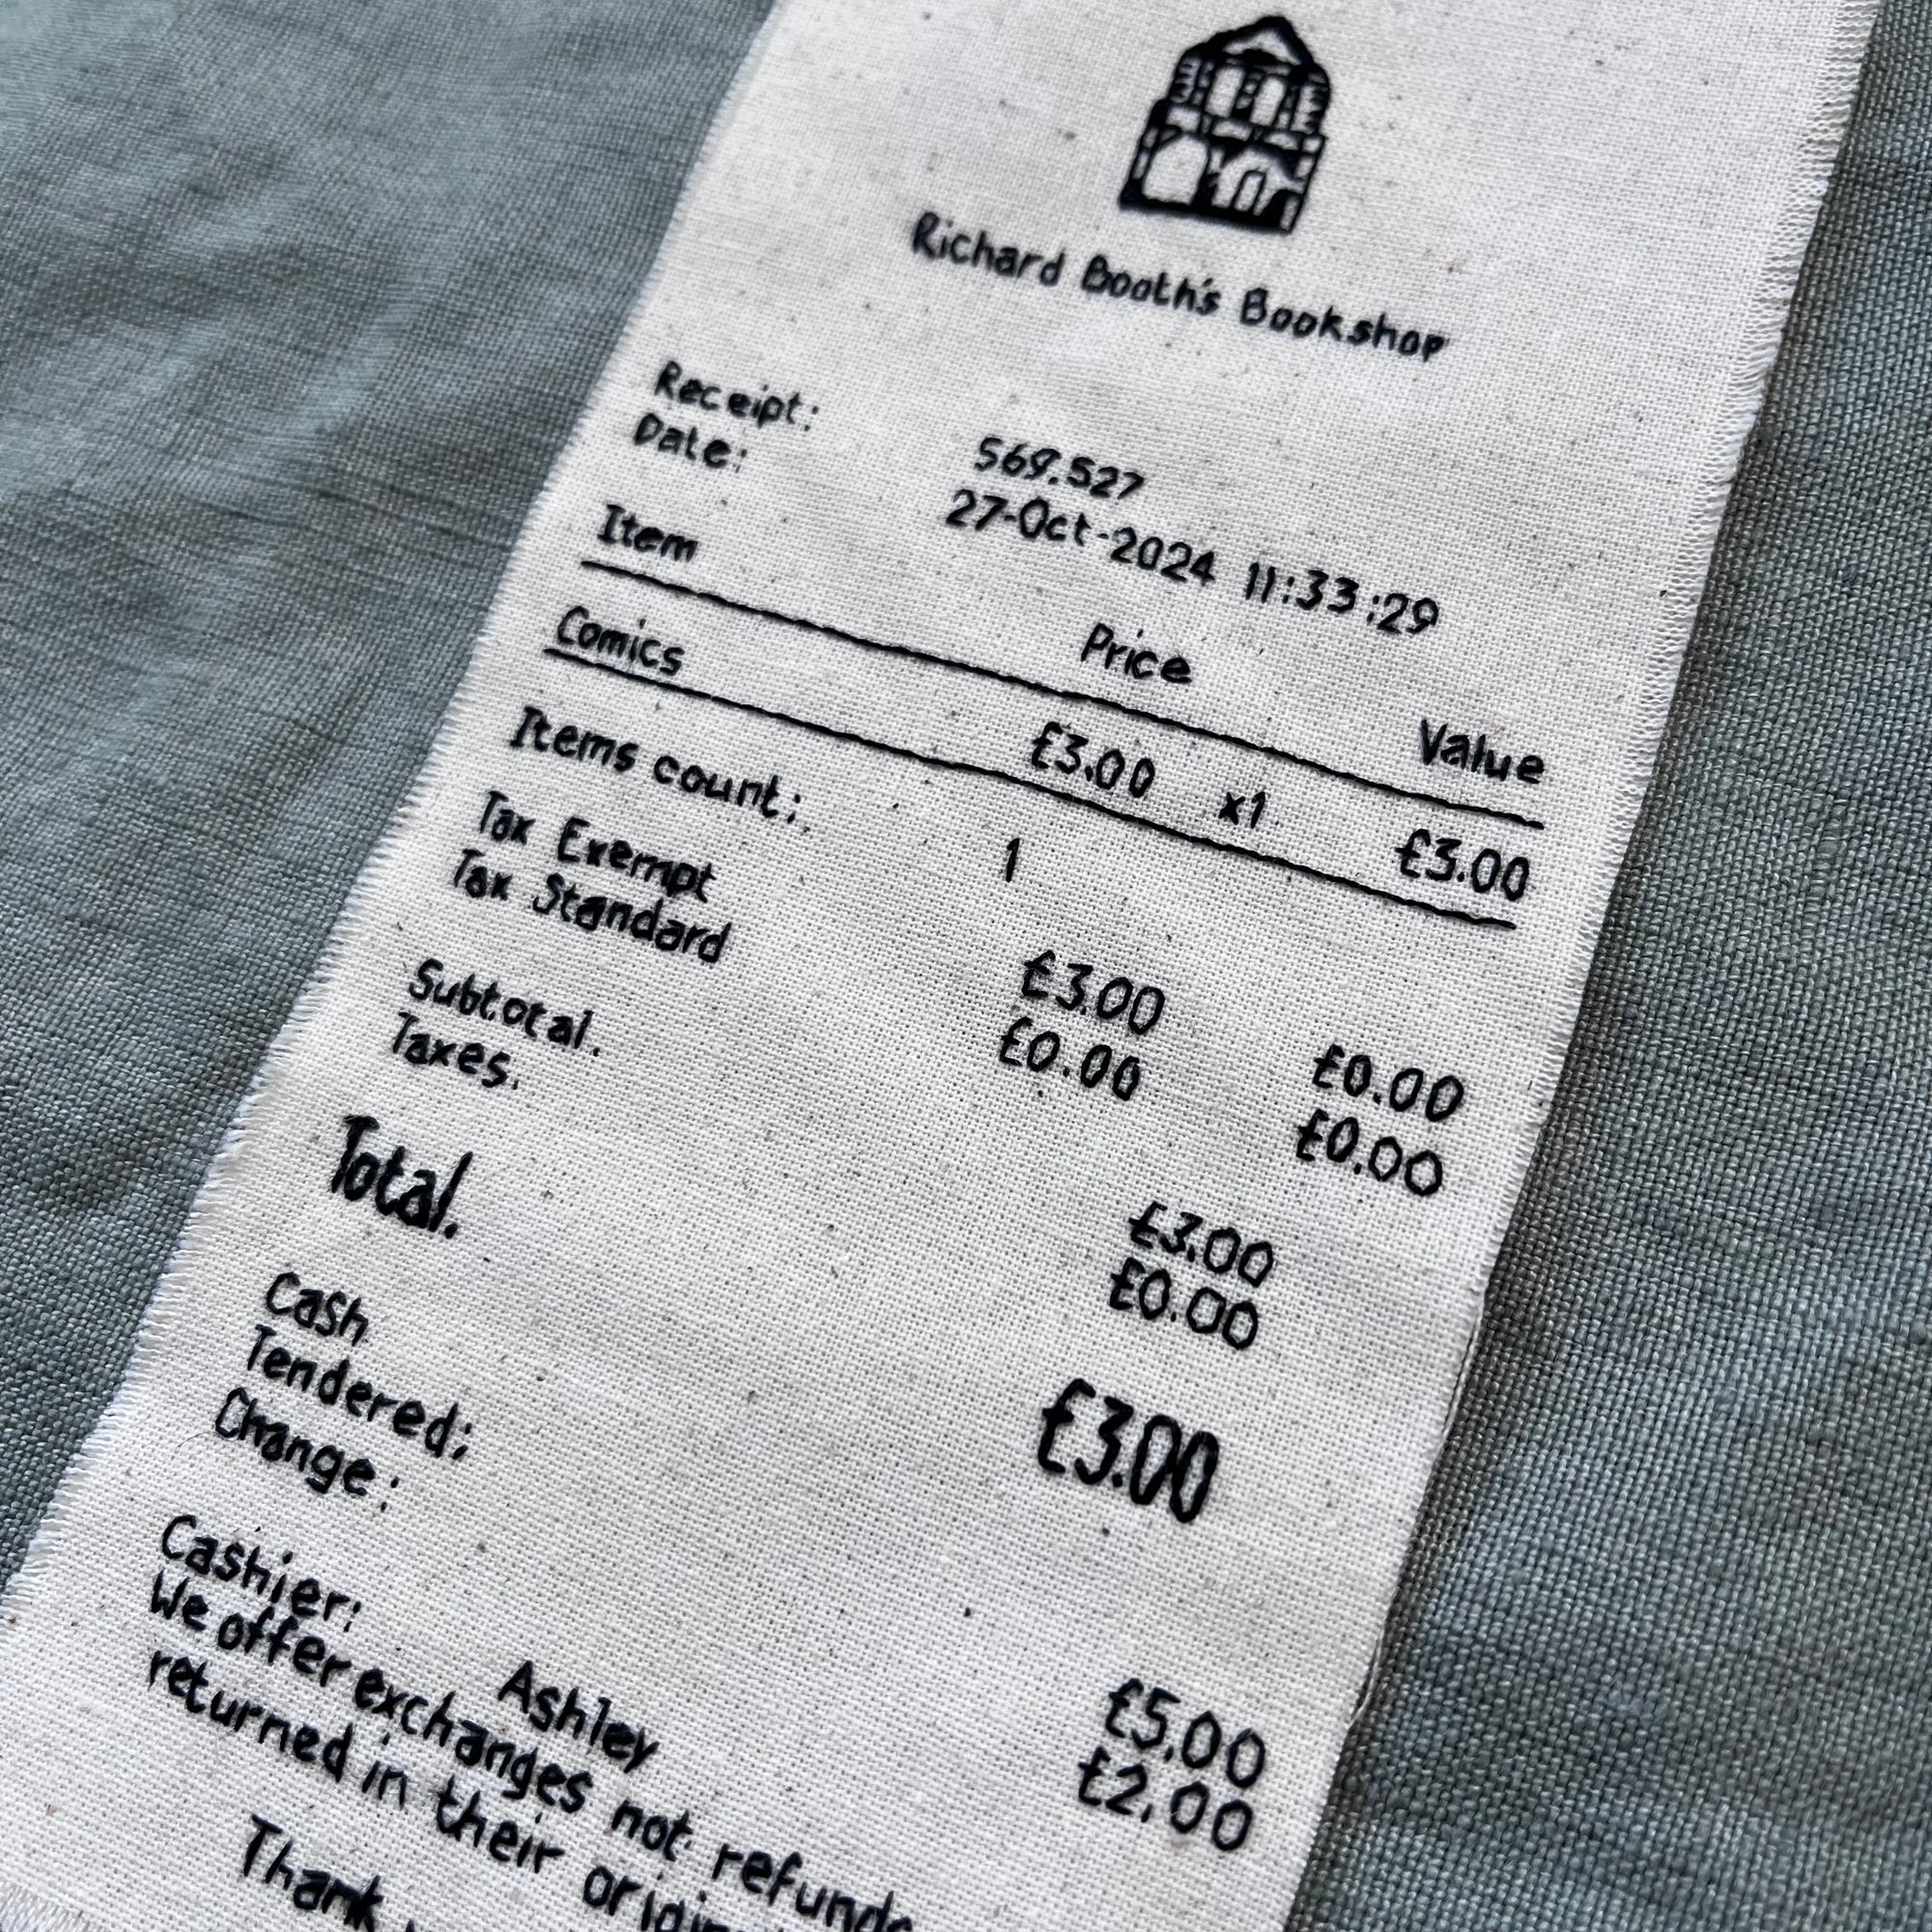 Richard Booth's Bookshop
Receipt: 569.527
Date: 27-Oct-2024 11:33:29
Item Price Value
Comics £3.00 x1 £3.00
Items count: 1
Tax Exempt £3.00 £0.00
Tax Standard £0.00 £0.00
Subtotal. £3.00
Taxes. £0.00
Total. £3.00
Cash
Tendered: £5.00
Change: £2.00
Cashier: Ashley
We offer exchanges not refunds
returned in their
Thank